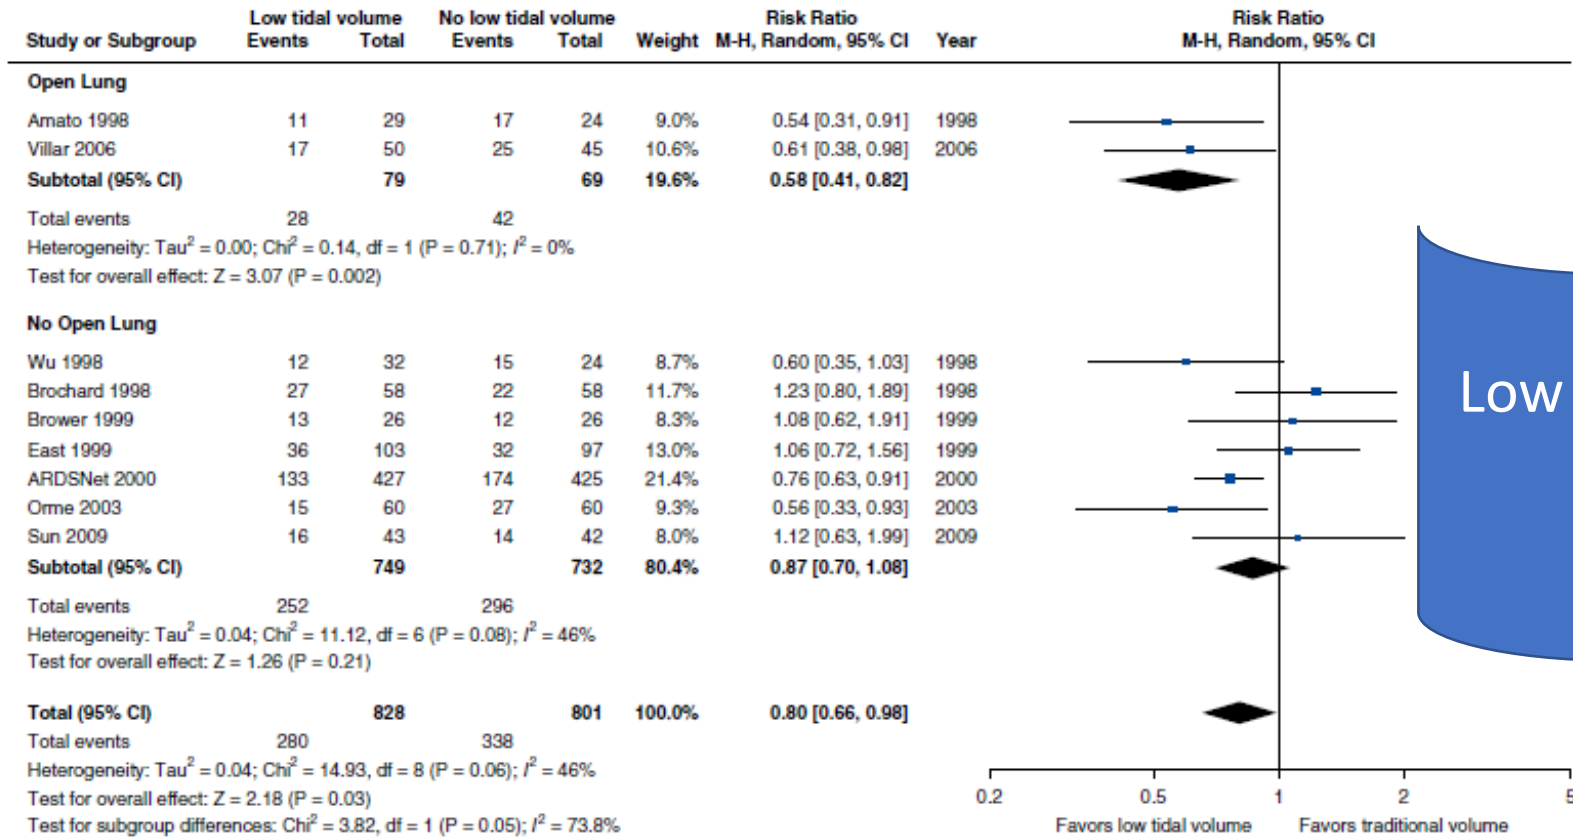 Low tidal volume No low tidal volume Risk Ratio Risk Ratio
Study or Subgroup Events Total Events Total Weight M-H, Random, 95% CI Year M-H, Random, 95% CI
Open Lung
Amato 1998 11 29 17 24 9.0% 0.54 [0.31, 0.91] 1998
Villar 2006 17 50 25 45 10.6% 0.61 [0.38, 0.98] 2006
Subtotal (95% CI) 79 69 19.6% 0.58 [0.41, 0.82]
Total events 28 42
Heterogeneity: Tau² = 0.00; Chi² = 0.14, df = 1 (P = 0.71); I² = 0%
Test for overall effect: Z = 3.07 (P = 0.002)
No Open Lung
Wu 1998 12 32 15 24 8.7% 0.60 [0.35, 1.03] 1998
Brochard 1998 27 58 22 58 11.7% 1.23 [0.80, 1.89] 1998
Brower 1999 13 26 12 26 8.3% 1.08 [0.62, 1.91] 1999
East 1999 36 103 32 97 13.0% 1.06 [0.72, 1.56] 1999
ARDSNet 2000 133 427 174 425 21.4% 0.76 [0.63, 0.91] 2000
Orme 2003 15 60 27 60 9.3% 0.56 [0.33, 0.93] 2003
Sun 2009 16 43 14 42 8.0% 1.12 [0.63, 1.99] 2009
Subtotal (95% CI) 749 732 80.4% 0.87 [0.70, 1.08]
Total events 252 296
Heterogeneity: Tau² = 0.04; Chi² = 11.12, df = 6 (P = 0.08); I² = 46%
Test for overall effect: Z = 1.26 (P = 0.21)
Total (95% CI) 828 801 100.0% 0.80 [0.66, 0.98]
Total events 280 338
Heterogeneity: Tau² = 0.04; Chi² = 14.93, df = 8 (P = 0.06); I² = 46%
Test for overall effect: Z = 2.18 (P = 0.03)
Test for subgroup differences: Chi² = 3.82, df = 1 (P = 0.05); I² = 73.8%
0.2 0.5 1 2 5
Favors low tidal volume Favors traditional volume
Low